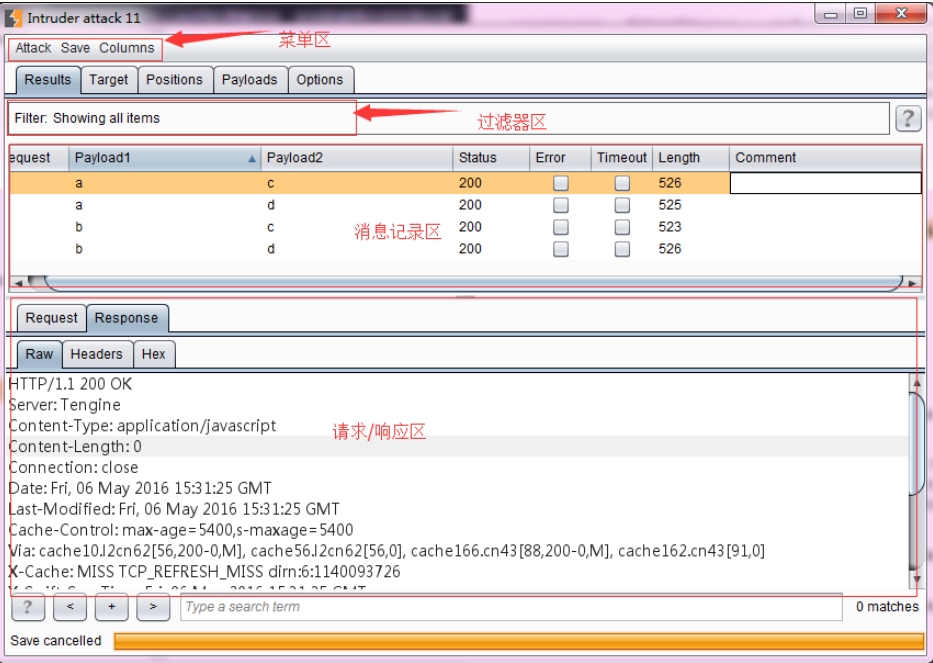 Intruder attack 11
Attack Save Columns
菜单区
Results Target Positions Payloads Options
Filter: Showing all items
过滤器区
?
equest Payload1 Payload2 Status Error Timeout Length Comment
a c 200 526
a d 200 525
b c 200 523
b d 200 526
消息记录区
Request Response
Raw Headers Hex
HTTP/1.1 200 OK
Server: Tengine
Content-Type: application/javascript
请求/响应区
Content-Length: 0
Connection: close
Date: Fri, 06 May 2016 15:31:25 GMT
Last-Modified: Fri, 06 May 2016 15:31:25 GMT
Cache-Control: max-age=5400,s-maxage=5400
Via: cache10.l2cn62[56,200-0,M], cache56.l2cn62[56,0], cache166.cn43[88,200-0,M], cache162.cn43[91,0]
X-Cache: MISS TCP_REFRESH_MISS dirn:6:1140093726
? < + > Type a search term 0 matches
Save cancelled